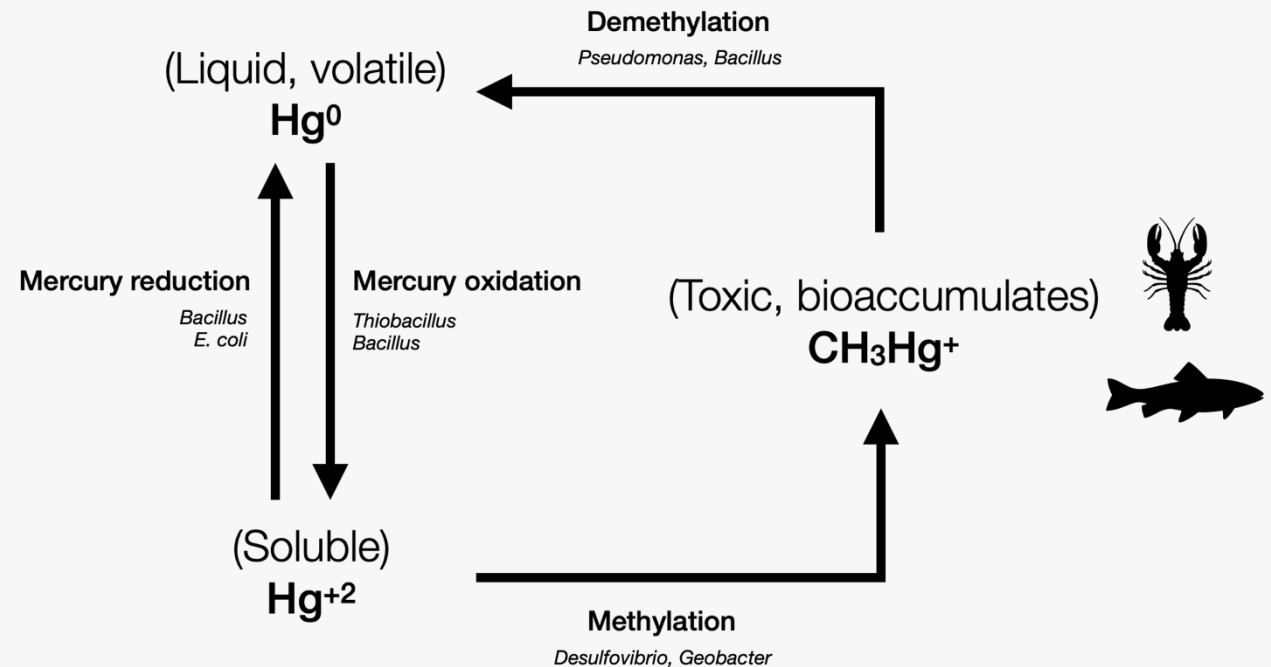 Demethylation
Pseudomonas, Bacillus
(Liquid, volatile)
Hg⁰
Mercury reduction
Bacillus
E. coli
Mercury oxidation
Thiobacillus
Bacillus
(Toxic, bioaccumulates)
CH₃Hg⁺
(Soluble)
Hg⁺²
Methylation
Desulfovibrio, Geobacter